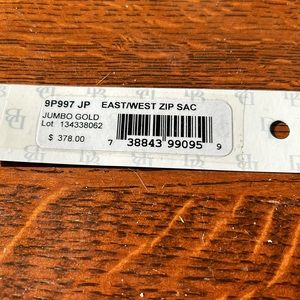 9P997 JP EAST/WEST ZIP SAC
JUMBO GOLD
Lot 134338062
$ 378.00
7 38843 99095 9